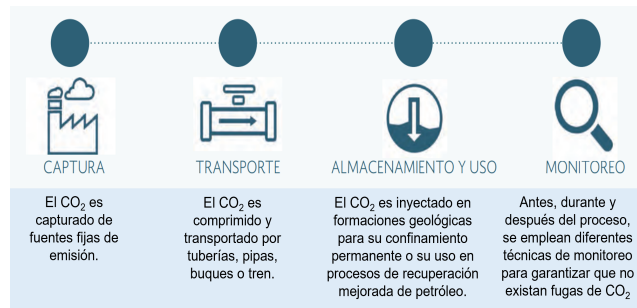 CAPTURA
El CO₂ es
capturado de
fuentes fijas de
emisión.
TRANSPORTE
El CO₂ es
comprimido y
transportado por
tuberías, pipas,
buques o tren.
ALMACENAMIENTO Y USO
El CO₂ es inyectado en
formaciones geológicas
para su confinamiento
permanente o su uso en
procesos de recuperación
mejorada de petróleo.
MONITOREO
Antes, durante y
después del proceso,
se emplean diferentes
técnicas de monitoreo
para garantizar que no
existan fugas de CO₂